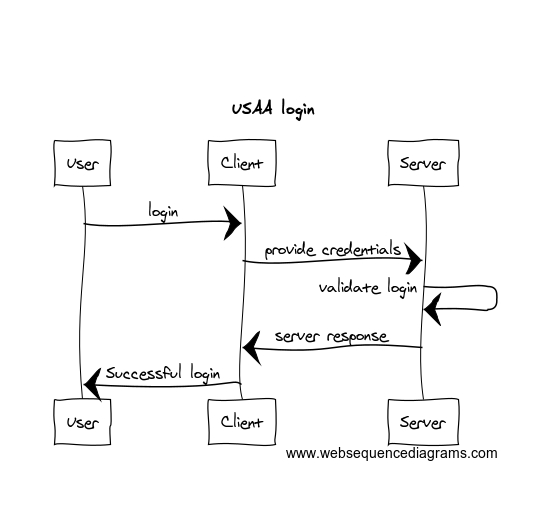 USAA login
User
Client
Server
login
provide credentials
validate login
server response
Successful login
User
Client
Server
www.websequencediagrams.com